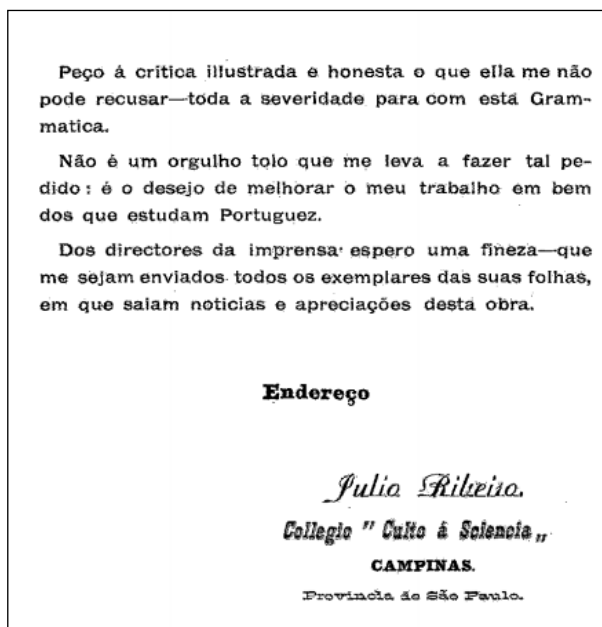 Peço á critica illustrada e honesta o que ella me não
pode recusar—toda a severidade para com esta Gram-
matica.
Não é um orgulho tolo que me leva a fazer tal pe-
dido: é o desejo de melhorar o meu trabalho em bem
dos que estudam Portuguez.
Dos directores da imprensa espero uma fineza—que
me sejam enviados todos os exemplares das suas folhas,
em que saiam noticias e apreciações desta obra.
Endereço
Julio Ribeiro.
Collegio " Culto á Sciencia „
CAMPINAS.
Provincia de São Paulo.